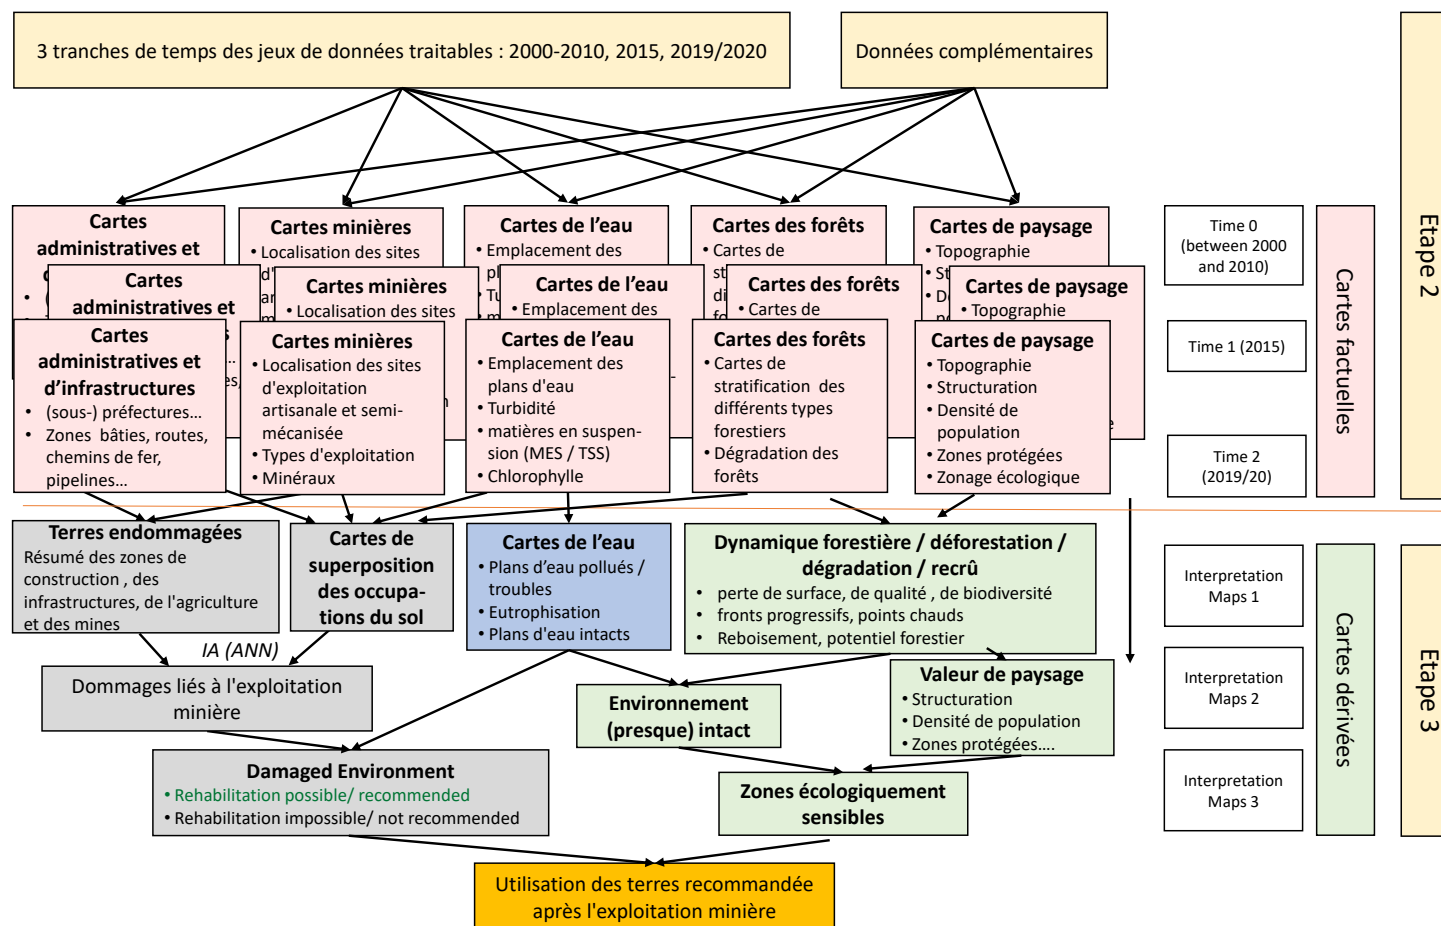 3 tranches de temps des jeux de données traitables : 2000-2010, 2015, 2019/2020
Données complémentaires
Etape 2
Cartes
administratives et
Cartes minières
• Localisation des sites
Cartes de l’eau
• Emplacement des
Cartes des forêts
• Cartes de
Cartes de paysage
• Topographie
Time 0
(between 2000
and 2010)
Cartes factuelles
Cartes
administratives et
Cartes minières
• Localisation des sites
Cartes de l’eau
• Emplacement des
Cartes des forêts
• Cartes de
Cartes de paysage
• Topographie
Time 1 (2015)
Cartes
administratives et
d’infrastructures
• (sous-) préfectures…
• Zones bâties, routes,
chemins de fer,
pipelines…
Cartes minières
• Localisation des sites
d'exploitation
artisanale et semi-
mécanisée
• Types d'exploitation
• Minéraux
Cartes de l’eau
• Emplacement des
plans d'eau
• Turbidité
• matières en suspen-
sion (MES / TSS)
• Chlorophylle
Cartes des forêts
• Cartes de
stratification des
différents types
forestiers
• Dégradation des
forêts
Cartes de paysage
• Topographie
• Structuration
• Densité de
population
• Zones protégées
• Zonage écologique
Time 2
(2019/20)
Terres endommagées
Résumé des zones de
construction , des
infrastructures, de l'agriculture
et des mines
Cartes de
superposition
des occupa-
tions du sol
Cartes de l’eau
• Plans d’eau pollués /
troubles
• Eutrophisation
• Plans d'eau intacts
Dynamique forestière / déforestation /
dégradation / recrû
• perte de surface, de qualité , de biodiversité
• fronts progressifs, points chauds
• Reboisement, potentiel forestier
Interpretation
Maps 1
Cartes dérivées
Etape 3
IA (ANN)
Dommages liés à l'exploitation
minière
Environnement
(presque) intact
Valeur de paysage
• Structuration
• Densité de population
• Zones protégées….
Interpretation
Maps 2
Damaged Environment
• Rehabilitation possible/ recommended
• Rehabilitation impossible/ not recommended
Zones écologiquement
sensibles
Interpretation
Maps 3
Utilisation des terres recommandée
après l'exploitation minière